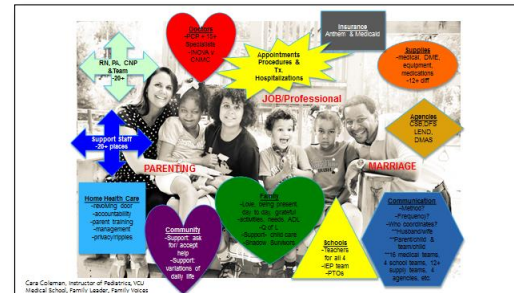 Doctors
-PCP + 10+
Specialists
- INOVA v
CNMC
Insurance
Anthem & Medicaid
Appointments
Procedures &
Tx.
Hospitalizations
Supplies
-medical, DME,
equipment,
medications
-12+ diff
RN, PA, CNP
&Team
-20+
JOB/Professional
Agencies
CSB,DFS
LEND,
DMAS
Support Staff
-20+ places
PARENTING
MARRIAGE
Home Health Care
-revolving door
-accountability
-parent training
-management
-privacy/ripples
Family
-Love, being present,
day to day, grateful
-activities, needs, ADL
-Q of L
-Support- child care
-Shadow Survivors
Communication
-Method?
-Frequency?
-Who coordinates?
**Husband/wife
**Parent/child &
team/child
**16 medical teams,
4 school teams, 12+
supply teams, 4
agencies, etc.
Community
-Support ask
for/ accept
help
-Support
variations of
daily life
Schools
-Teachers
for all 4
-IEP team
-PTOs
Cara Coleman, Instructor of Pediatrics, VCU
Medical School, Family Leader, Family Voices